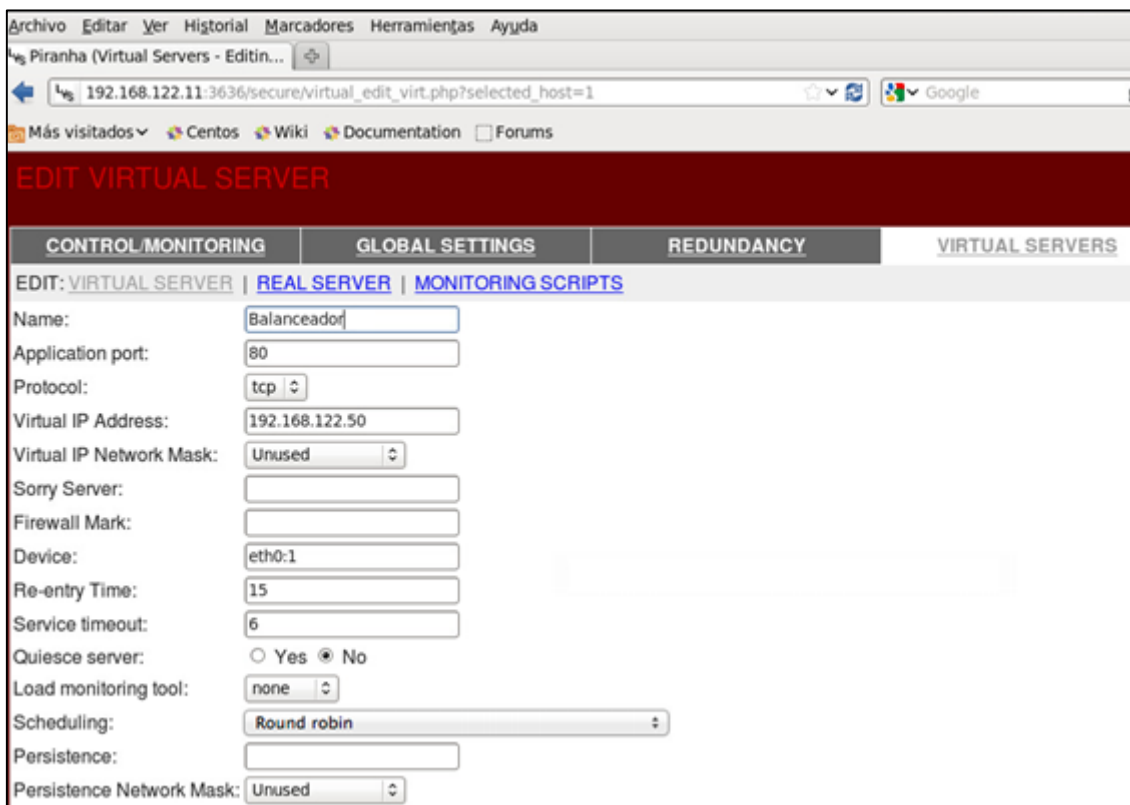 Archivo Editar Ver Historial Marcadores Herramientas Ayuda
Piranha (Virtual Servers - Editin...
192.168.122.11:3636/secure/virtual_edit_virt.php?selected_host=1 Google
Más visitados Centos Wiki Documentation Forums
EDIT VIRTUAL SERVER
CONTROL/MONITORING GLOBAL SETTINGS REDUNDANCY VIRTUAL SERVERS
EDIT: VIRTUAL SERVER | REAL SERVER | MONITORING SCRIPTS
Name: Balanceador
Application port: 80
Protocol: tcp
Virtual IP Address: 192.168.122.50
Virtual IP Network Mask: Unused
Sorry Server:
Firewall Mark:
Device: eth0:1
Re-entry Time: 15
Service timeout: 6
Quiesce server: Yes No
Load monitoring tool: none
Scheduling: Round robin
Persistence:
Persistence Network Mask: Unused